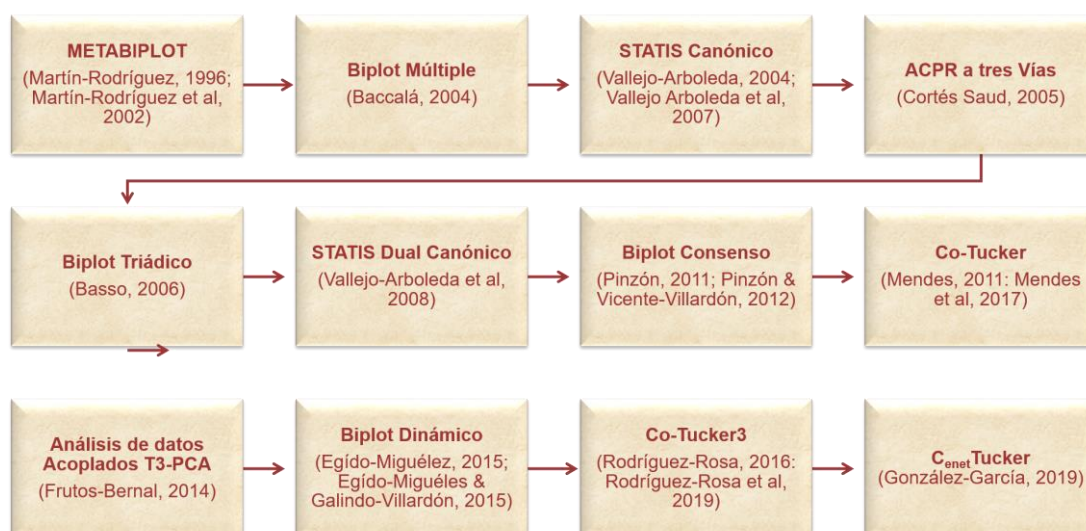 METABIPLOT
(Martín-Rodríguez, 1996;
Martín-Rodríguez et al,
2002)
Biplot Múltiple
(Baccalá, 2004)
STATIS Canónico
(Vallejo-Arboleda, 2004;
Vallejo Arboleda et al,
2007)
ACPR a tres Vías
(Cortés Saud, 2005)
Biplot Triádico
(Basso, 2006)
STATIS Dual Canónico
(Vallejo-Arboleda et al,
2008)
Biplot Consenso
(Pinzón, 2011; Pinzón &
Vicente-Villardón, 2012)
Co-Tucker
(Mendes, 2011: Mendes
et al, 2017)
Análisis de datos
Acoplados T3-PCA
(Frutos-Bernal, 2014)
Biplot Dinámico
(Egído-Miguélez, 2015;
Egído-Miguéles &
Galindo-Villardón, 2015)
Co-Tucker3
(Rodríguez-Rosa, 2016:
Rodríguez-Rosa et al,
2019)
CenetTucker
(González-García, 2019)